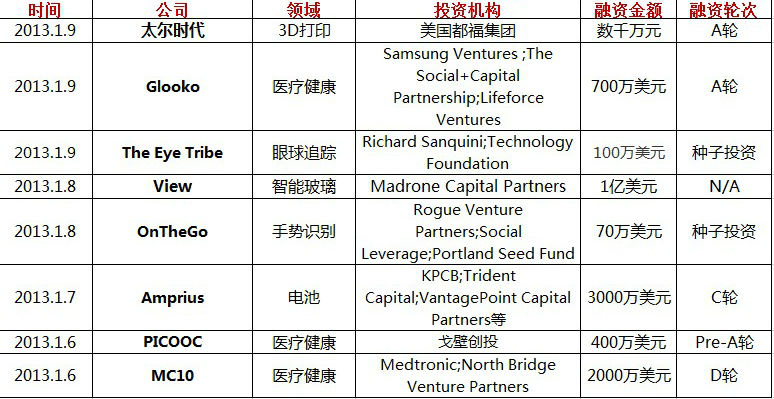 时间 公司 领域 投资机构 融资金额 融资轮次
2013.1.9 太尔时代 3D打印 美国都福集团 数千万元 A轮
Samsung Ventures ;The
Social+Capital
2013.1.9 Glooko 医疗健康 Partnership;Lifeforce 700万美元 A轮
Ventures
2013.1.9 The Eye Tribe 眼球追踪 Richard Sanquini;Technology 100万美元 种子投资
Foundation
2013.1.8 View 智能玻璃 Madrone Capital Partners 1亿美元 N/A
Rogue Venture
2013.1.8 OnTheGo 手势识别 Partners;Social 70万美元 种子投资
Leverage;Portland Seed Fund
KPCB;Trident
2013.1.7 Amprius 电池 Capital;VantagePoint Capital 3000万美元 C轮
Partners等
2013.1.6 PICOOC 医疗健康 戈壁创投 400万美元 Pre-A轮
2013.1.6 MC10 医疗健康 Medtronic;North Bridge 2000万美元 D轮
Venture Partners